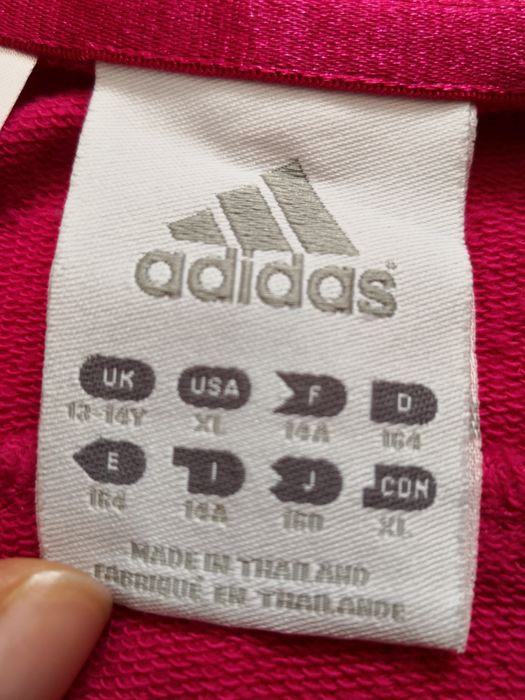 adidas®
UK USA F D
13-14Y XL 14A 164
E I J CDN
164 14A 160 XL
MADE IN THAILAND
FABRIQUÉ EN THAILANDE